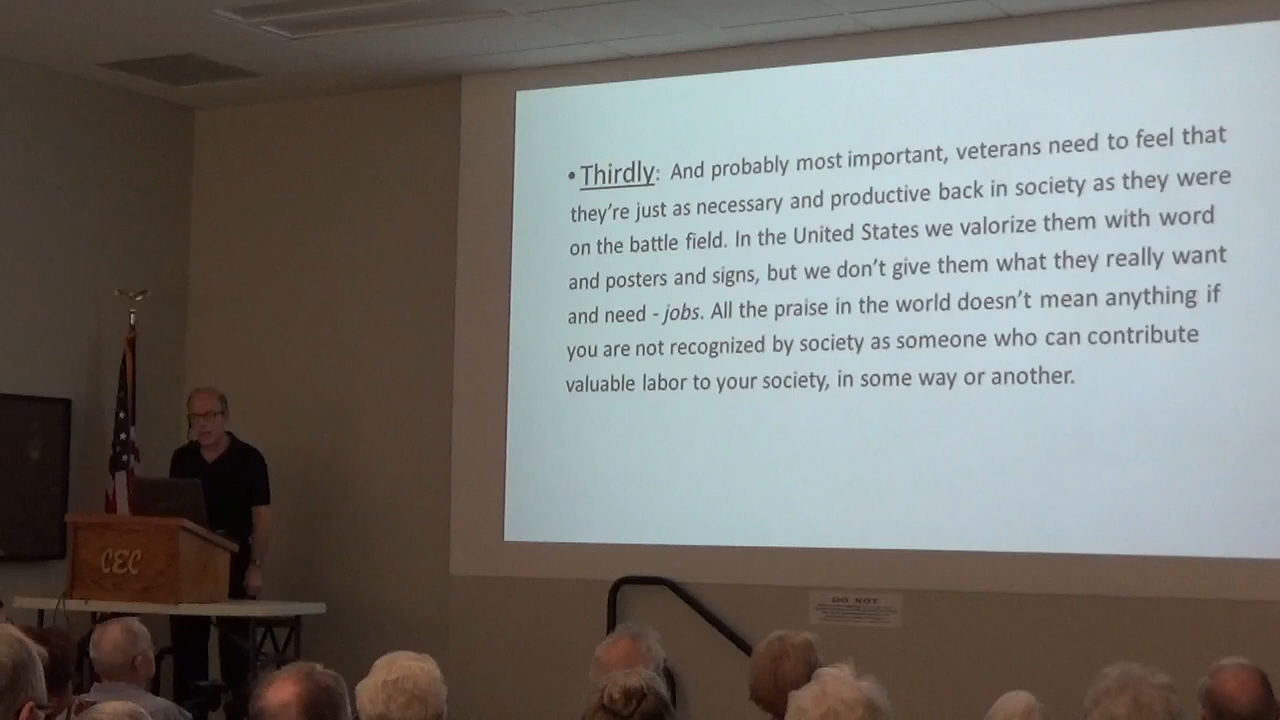 • Thirdly: And probably most important, veterans need to feel that
they're just as necessary and productive back in society as they were
on the battle field. In the United States we valorize them with word
and posters and signs, but we don't give them what they really want
and need - jobs. All the praise in the world doesn't mean anything if
you are not recognized by society as someone who can contribute
valuable labor to your society, in some way or another.
CEC
DO NOT